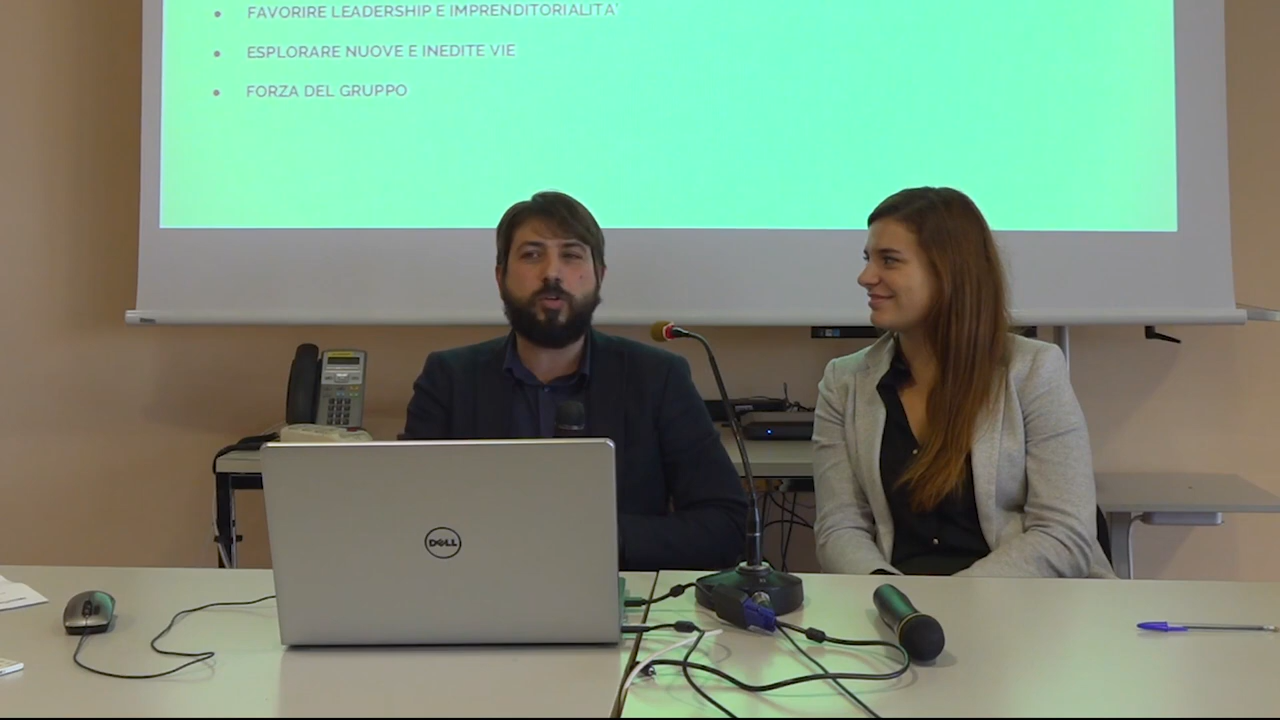 FAVORIRE LEADERSHIP E IMPRENDITORIALITA'
ESPLORARE NUOVE E INEDITE VIE
FORZA DEL GRUPPO
DELL